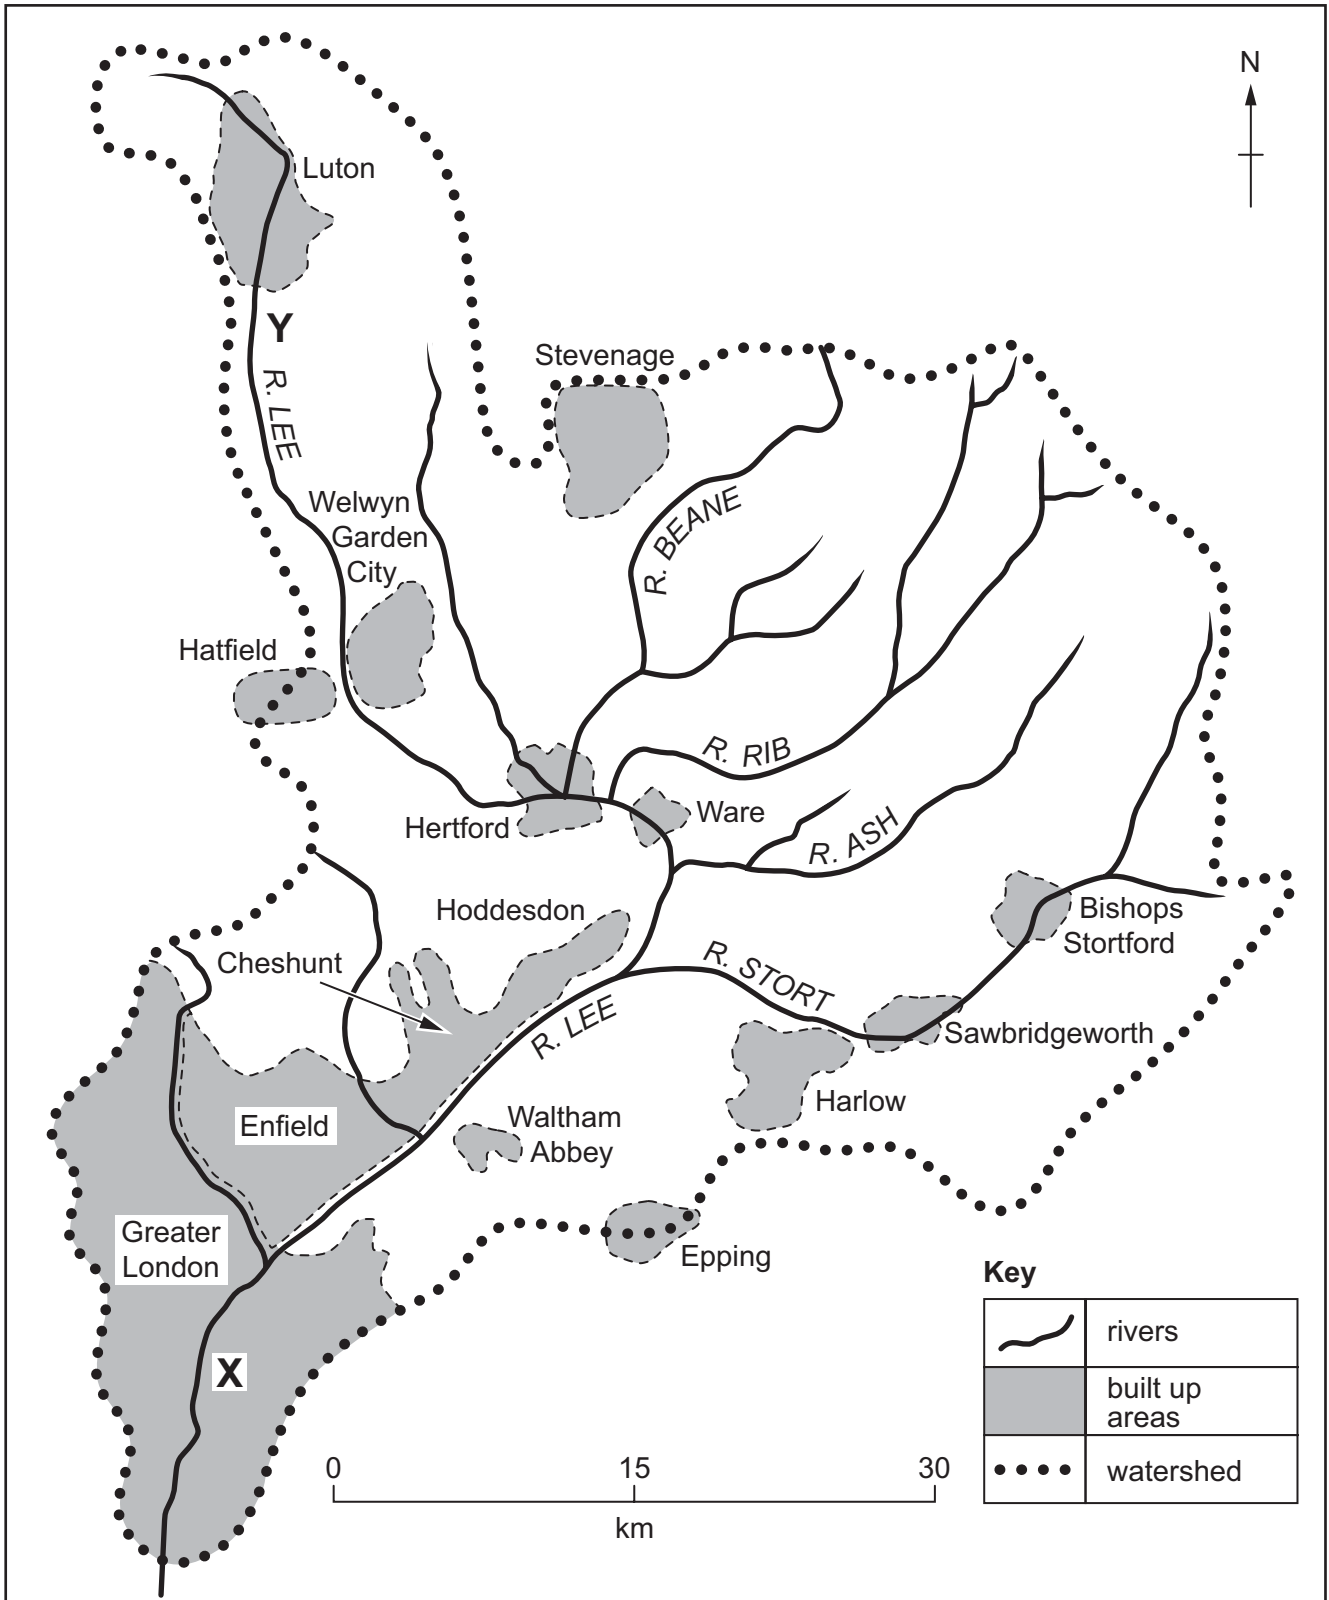 N
Luton
Y
R. LEE
Stevenage
Welwyn
Garden
City
R. BEANE
Hatfield
R. RIB
Hertford
Ware
R. ASH
Hoddesdon
Bishops
Stortford
Cheshunt
R. STORT
R. LEE
Sawbridgeworth
Harlow
Enfield
Waltham
Abbey
Greater
London
Epping
X
Key
rivers
built up
areas
watershed
0 15 30
km